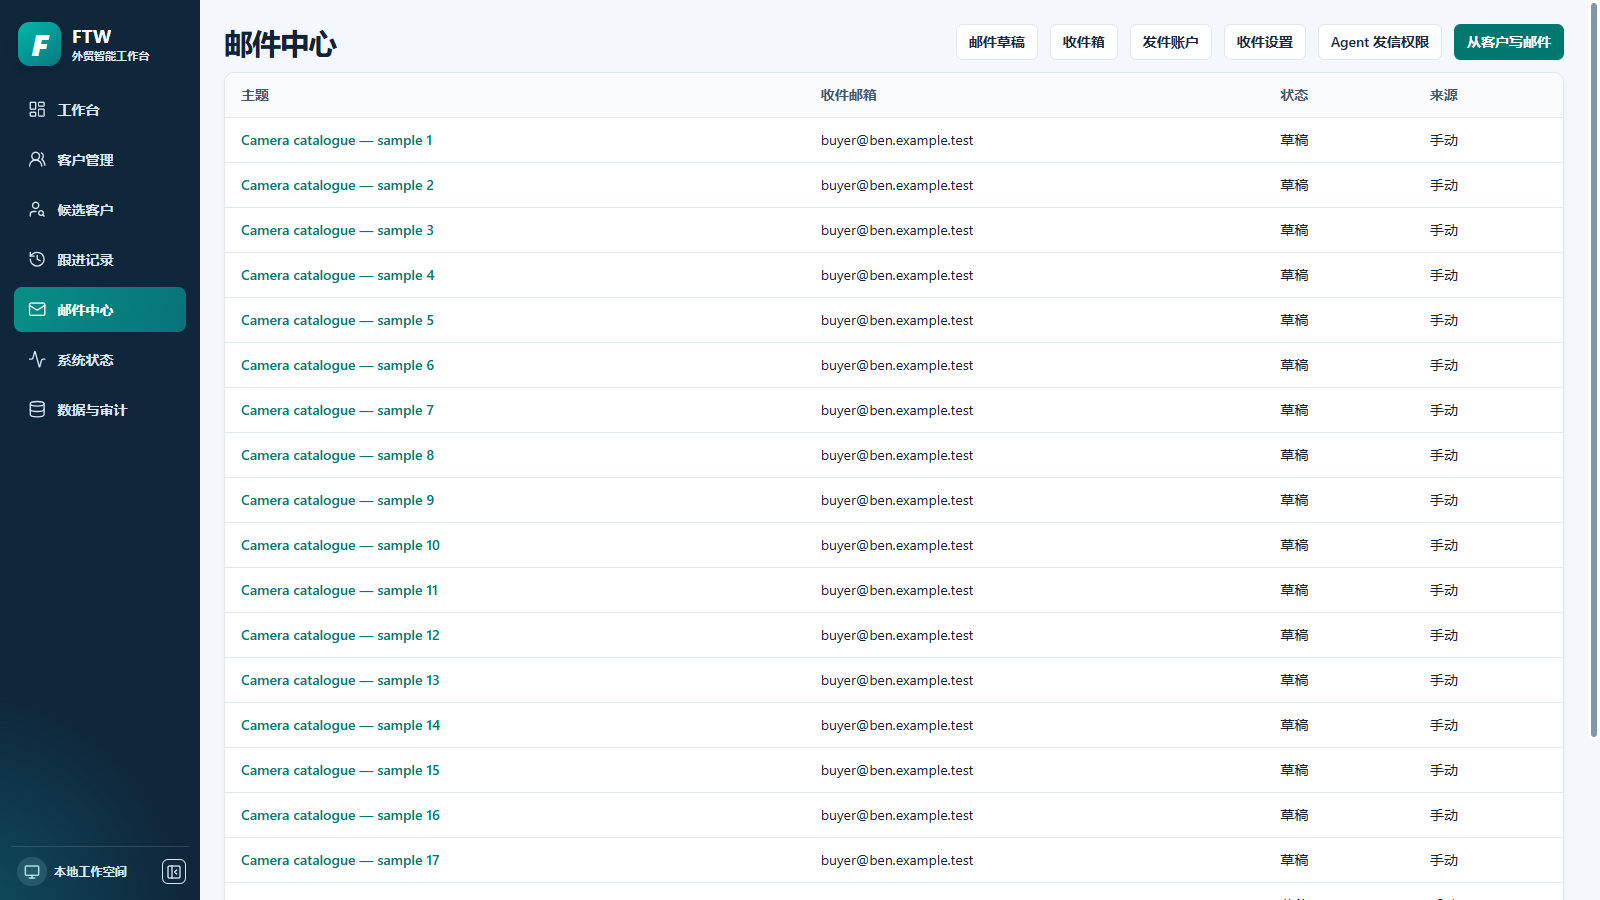 FTW
外贸智能工作台
工作台
客户管理
候选客户
跟进记录
邮件中心
系统状态
数据与审计
本地工作空间
邮件中心
邮件草稿 收件箱 发件账户 收件设置 Agent 发信权限 从客户写邮件
主题 收件邮箱 状态 来源
Camera catalogue — sample 1 buyer@ben.example.test 草稿 手动
Camera catalogue — sample 2 buyer@ben.example.test 草稿 手动
Camera catalogue — sample 3 buyer@ben.example.test 草稿 手动
Camera catalogue — sample 4 buyer@ben.example.test 草稿 手动
Camera catalogue — sample 5 buyer@ben.example.test 草稿 手动
Camera catalogue — sample 6 buyer@ben.example.test 草稿 手动
Camera catalogue — sample 7 buyer@ben.example.test 草稿 手动
Camera catalogue — sample 8 buyer@ben.example.test 草稿 手动
Camera catalogue — sample 9 buyer@ben.example.test 草稿 手动
Camera catalogue — sample 10 buyer@ben.example.test 草稿 手动
Camera catalogue — sample 11 buyer@ben.example.test 草稿 手动
Camera catalogue — sample 12 buyer@ben.example.test 草稿 手动
Camera catalogue — sample 13 buyer@ben.example.test 草稿 手动
Camera catalogue — sample 14 buyer@ben.example.test 草稿 手动
Camera catalogue — sample 15 buyer@ben.example.test 草稿 手动
Camera catalogue — sample 16 buyer@ben.example.test 草稿 手动
Camera catalogue — sample 17 buyer@ben.example.test 草稿 手动